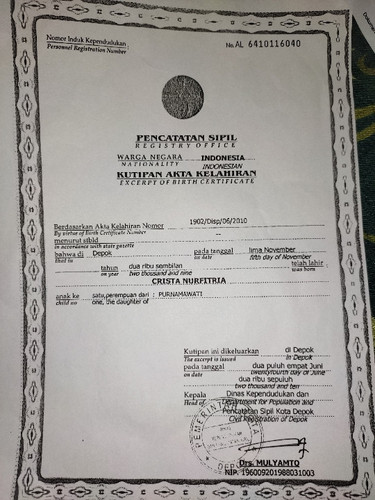 Nomor Induk Kependudukan :
Personnel Registration Number
No.AL 6410116040
PENCATATAN SIPIL
REGISTRY OFFICE
WARGA NEGARA INDONESIA
NATIONALITY INDONESIAN
KUTIPAN AKTA KELAHIRAN
EXCERPT OF BIRTH CERTIFICATE
Berdasarkan Akta Kelahiran Nomor 1902/Disp/06/2010
By virtue of Birth Certificate Number --
menurut stbld
in accordance with state gazette
bahwa di Depok pada tanggal lima November
that in on date fifth day of November
tahun dua ribu sembilan telah lahir :
on year two thousand and nine was born
CRISTA NURFITRIA
anak ke satu,perempuan dari : PURNAMAWATI
child no one, the daughter of
Kutipan ini dikeluarkan di Depok
The excerpt is issued in Depok
pada tanggal dua puluh empat Juni
on date twentyfourth day of June
dua ribu sepuluh
two thousand and ten
Kepala Dinas Kependudukan dan
Head of Department for Population and
Pencatatan Sipil Kota Depok
Civil Registration of Depok
PEMERINTAH
DEPOK
Drs. MULYAMTO
NIP. 196009201988031003